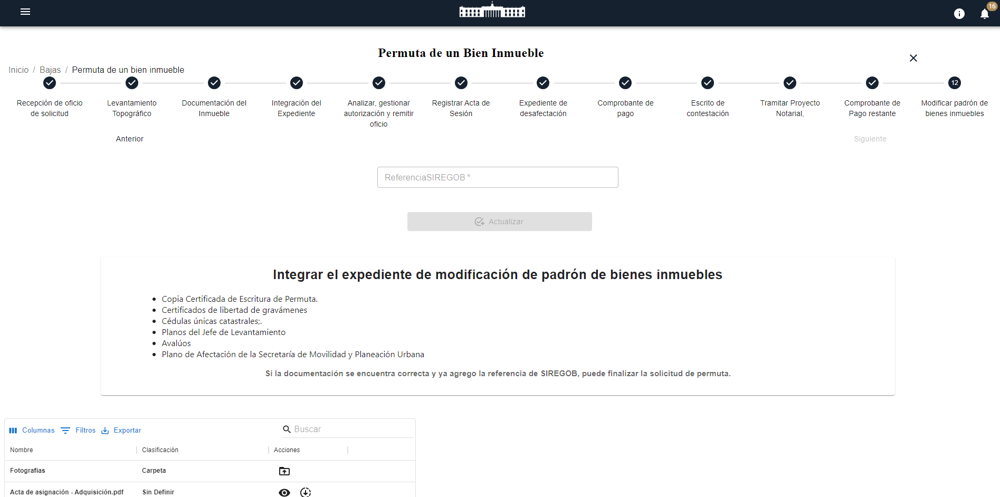 16
Permuta de un Bien Inmueble
Inicio / Bajas / Permuta de un bien inmueble
12
Recepción de oficio
de solicitud
Levantamiento
Topográfico
Documentación del
Inmueble
Integración del
Expediente
Analizar, gestionar
autorización y remitir
oficio
Registrar Acta de
Sesión
Expediente de
desafectación
Comprobante de
pago
Escrito de
contestación
Tramitar Proyecto
Notarial,
Comprobante de
Pago restante
Modificar padrón de
bienes inmuebles
Anterior
Siguiente
ReferenciaSIREGOB *
Actualizar
Integrar el expediente de modificación de padrón de bienes inmuebles
• Copia Certificada de Escritura de Permuta.
• Certificados de libertad de gravámenes
• Cédulas únicas catastrales;.
• Planos del Jefe de Levantamiento
• Avalúos
• Plano de Afectación de la Secretaría de Movilidad y Planeación Urbana
Si la documentación se encuentra correcta y ya agrego la referencia de SIREGOB, puede finalizar la solicitud de permuta.
Columnas Filtros Exportar Buscar
Nombre Clasificación Acciones
Fotografias Carpeta
Acta de asignación - Adquisición.pdf Sin Definir